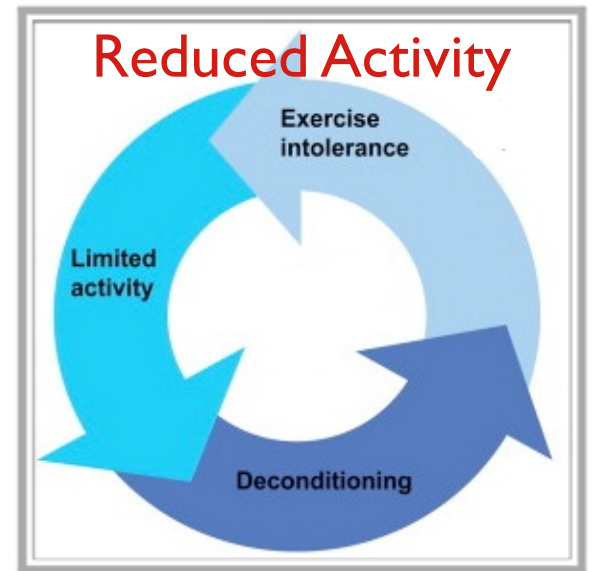 Reduced Activity
Exercise
intolerance
Limited
activity
Deconditioning